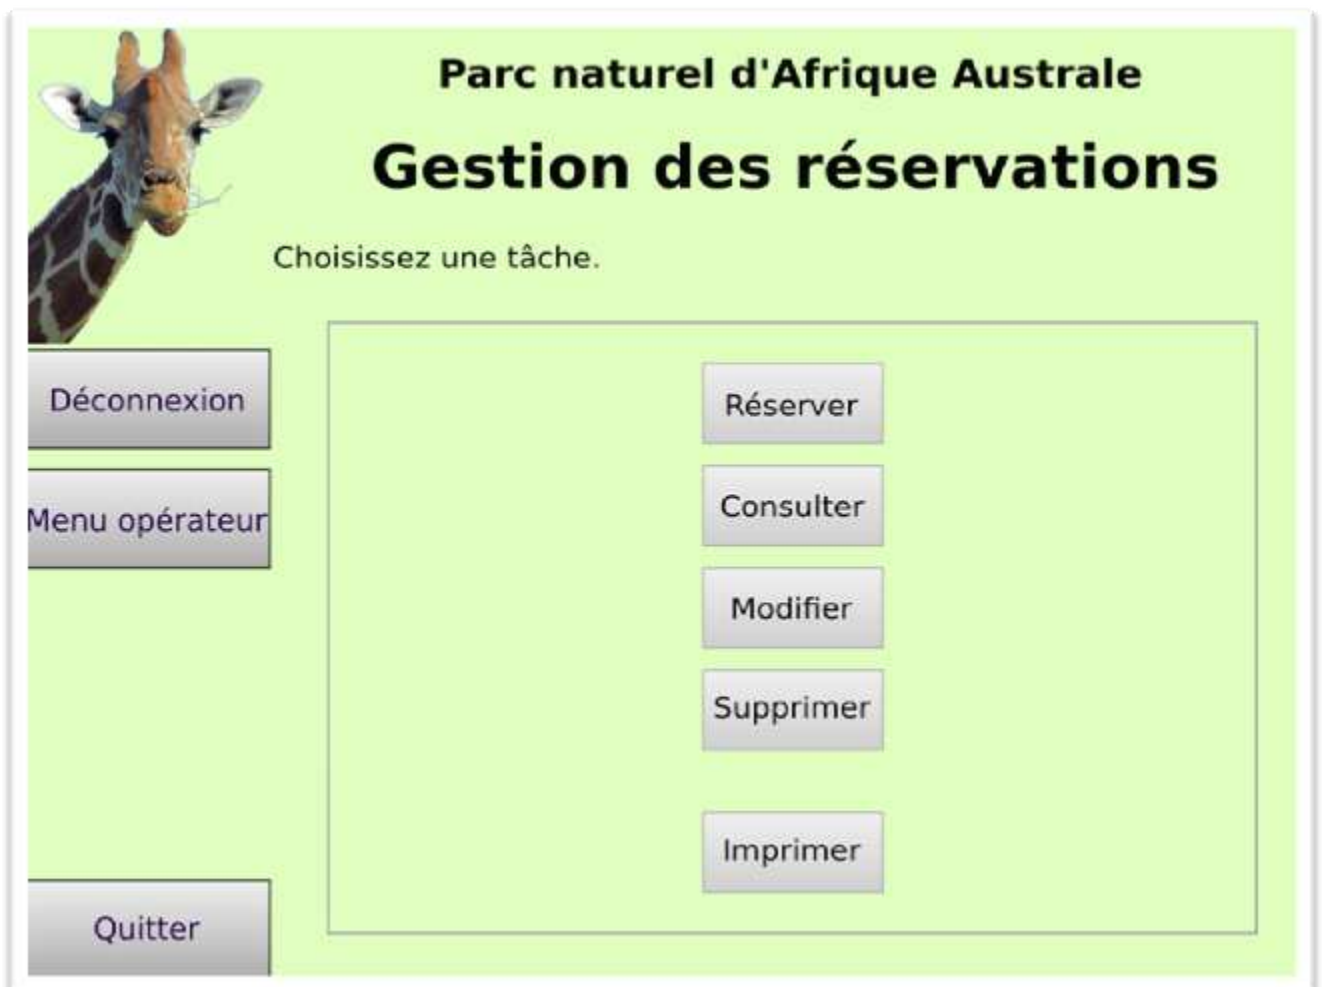 Parc naturel d'Afrique Australe
Gestion des réservations
Choisissez une tâche.
Déconnexion
Menu opérateur
Quitter
Réserver
Consulter
Modifier
Supprimer
Imprimer